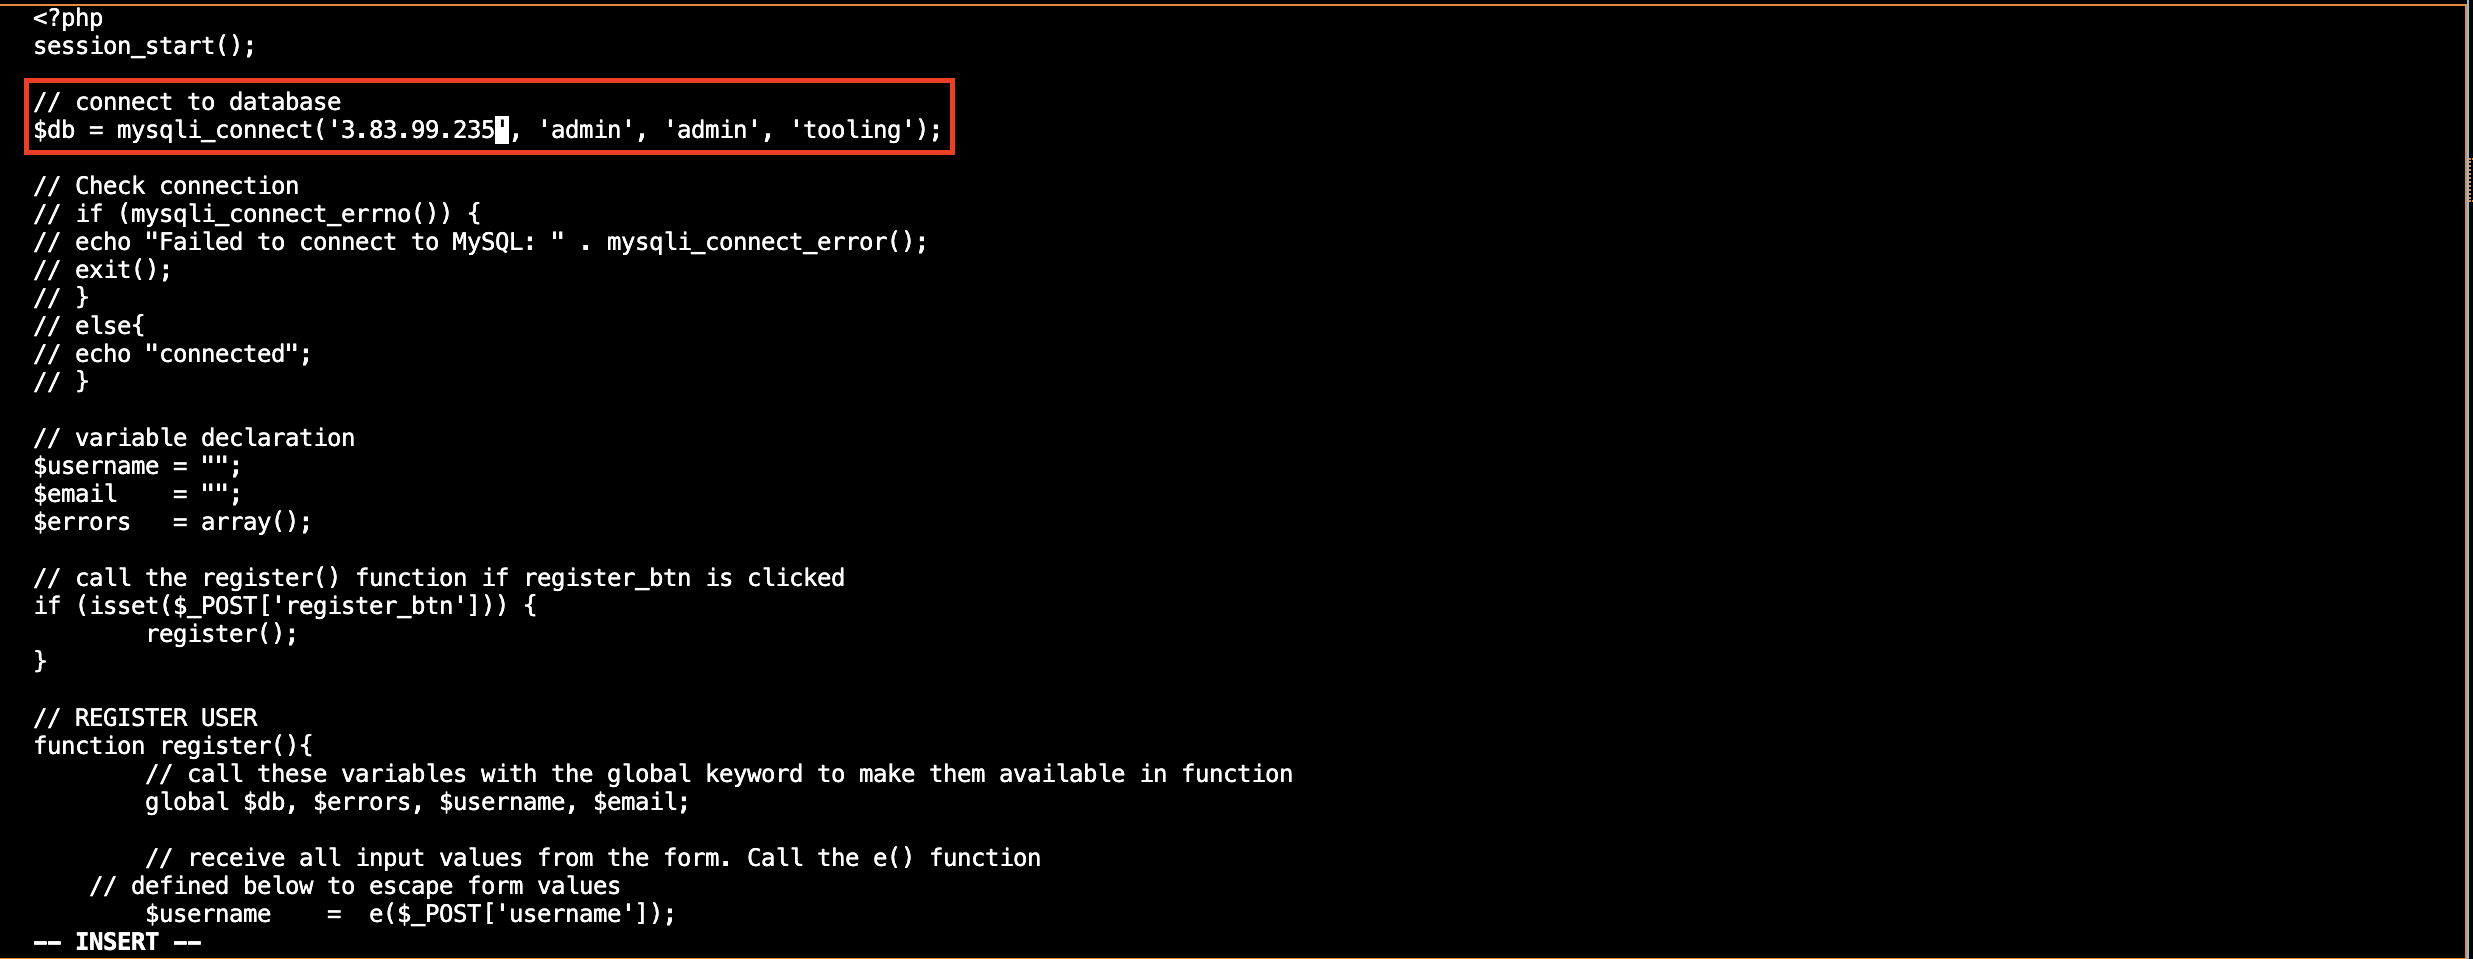 <?php
session_start();

// connect to database
$db = mysqli_connect('3.83.99.235', 'admin', 'admin', 'tooling');

// Check connection
// if (mysqli_connect_errno()) {
// echo "Failed to connect to MySQL: " . mysqli_connect_error();
// exit();
// }
// else{
// echo "connected";
// }

// variable declaration
$username = "";
$email    = "";
$errors   = array();

// call the register() function if register_btn is clicked
if (isset($_POST['register_btn'])) {
        register();
}

// REGISTER USER
function register(){
        // call these variables with the global keyword to make them available in function
        global $db, $errors, $username, $email;

        // receive all input values from the form. Call the e() function
    // defined below to escape form values
        $username    =  e($_POST['username']);
-- INSERT --